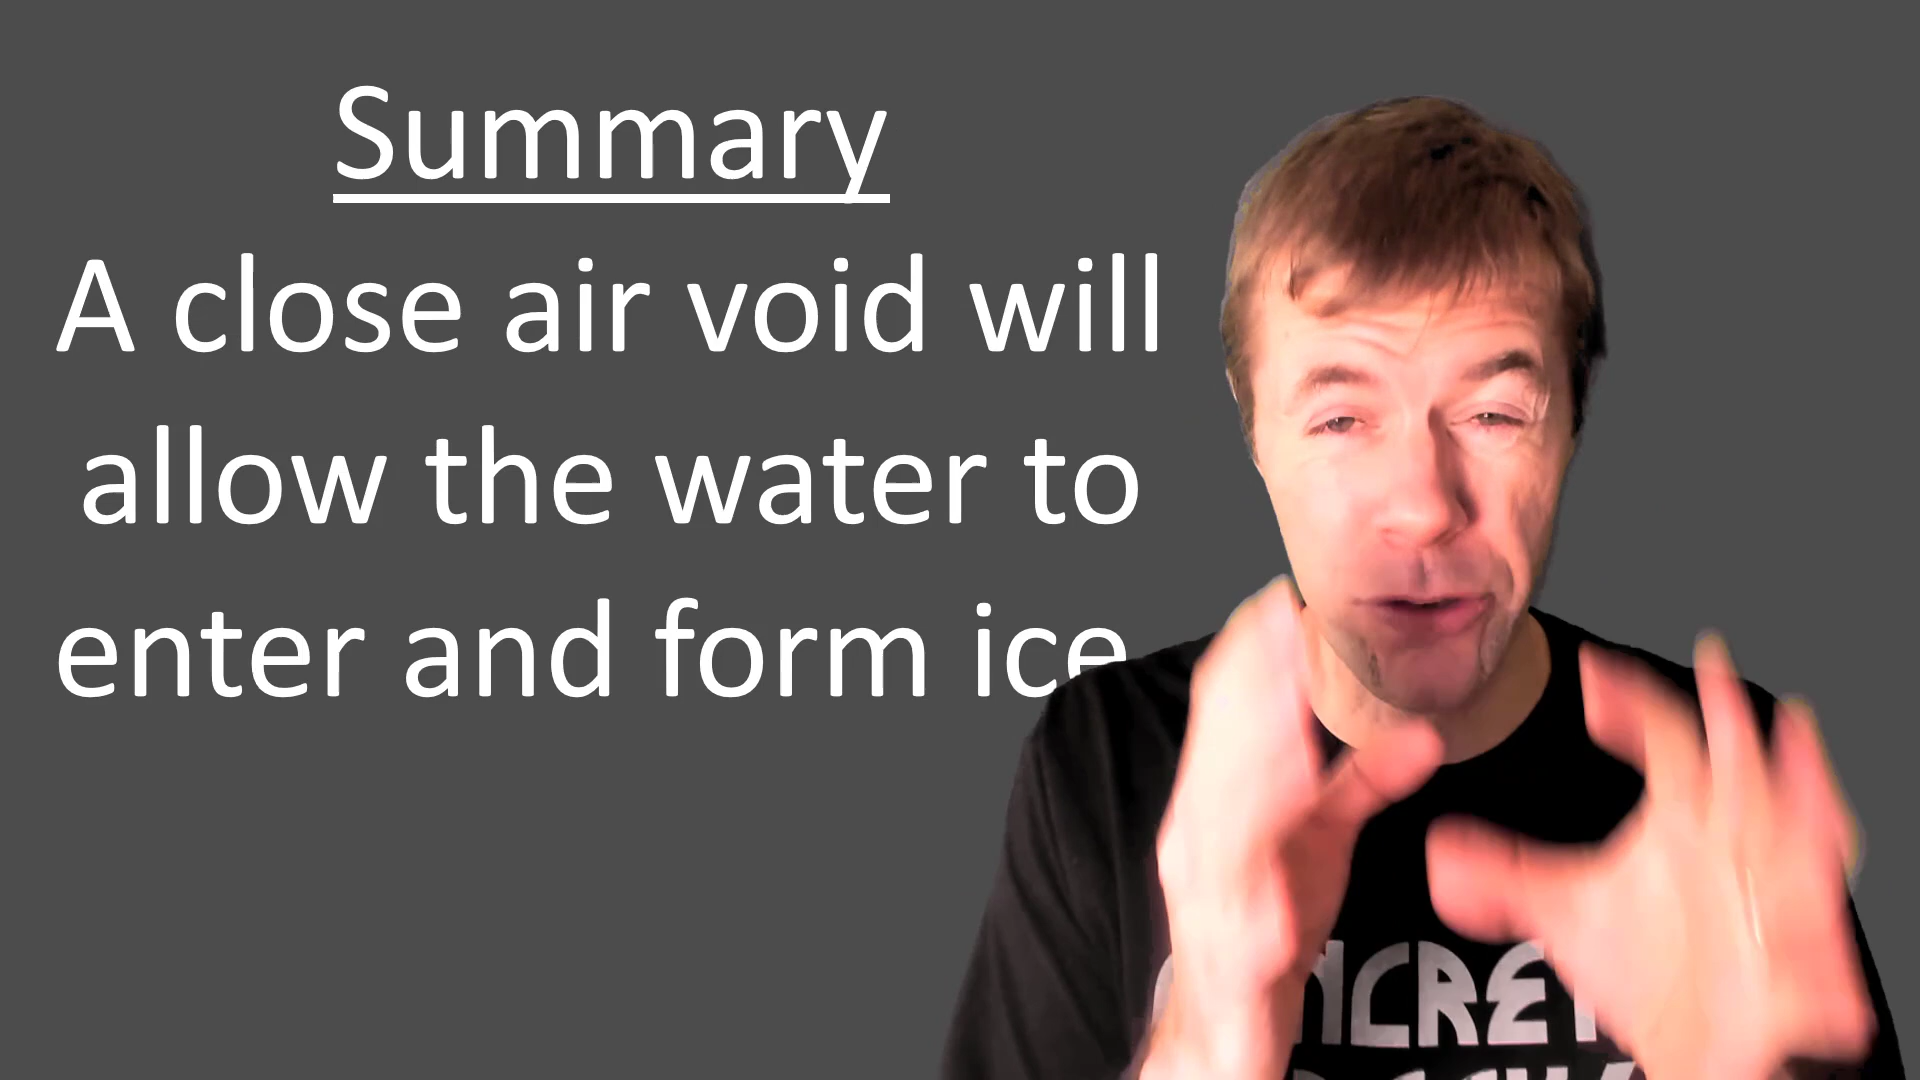 Summary
A close air void will
allow the water to
enter and form ice